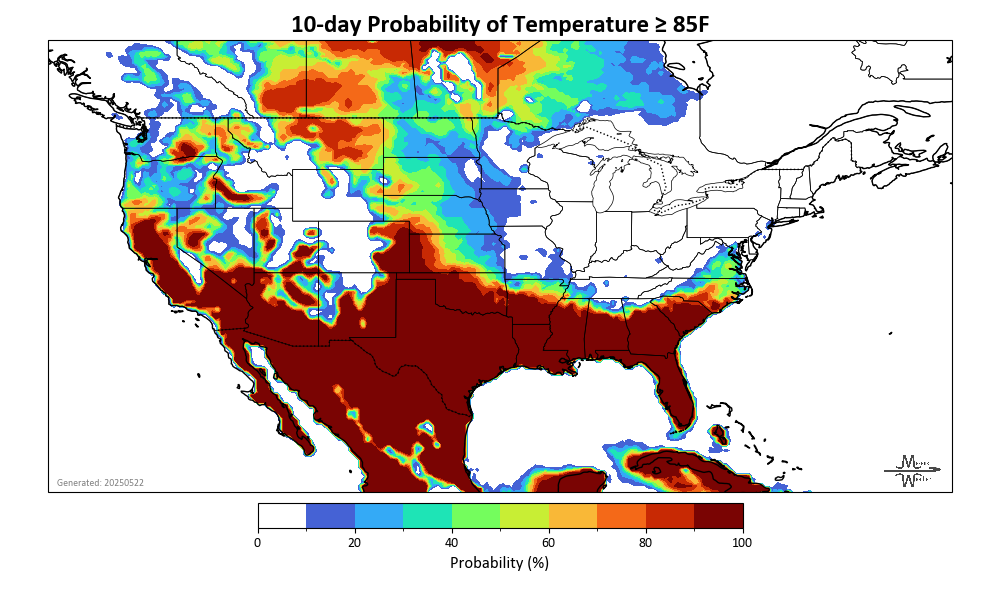 10-day Probability of Temperature ≥ 85F
Generated: 20250522
0 20 40 60 80 100
Probability (%)